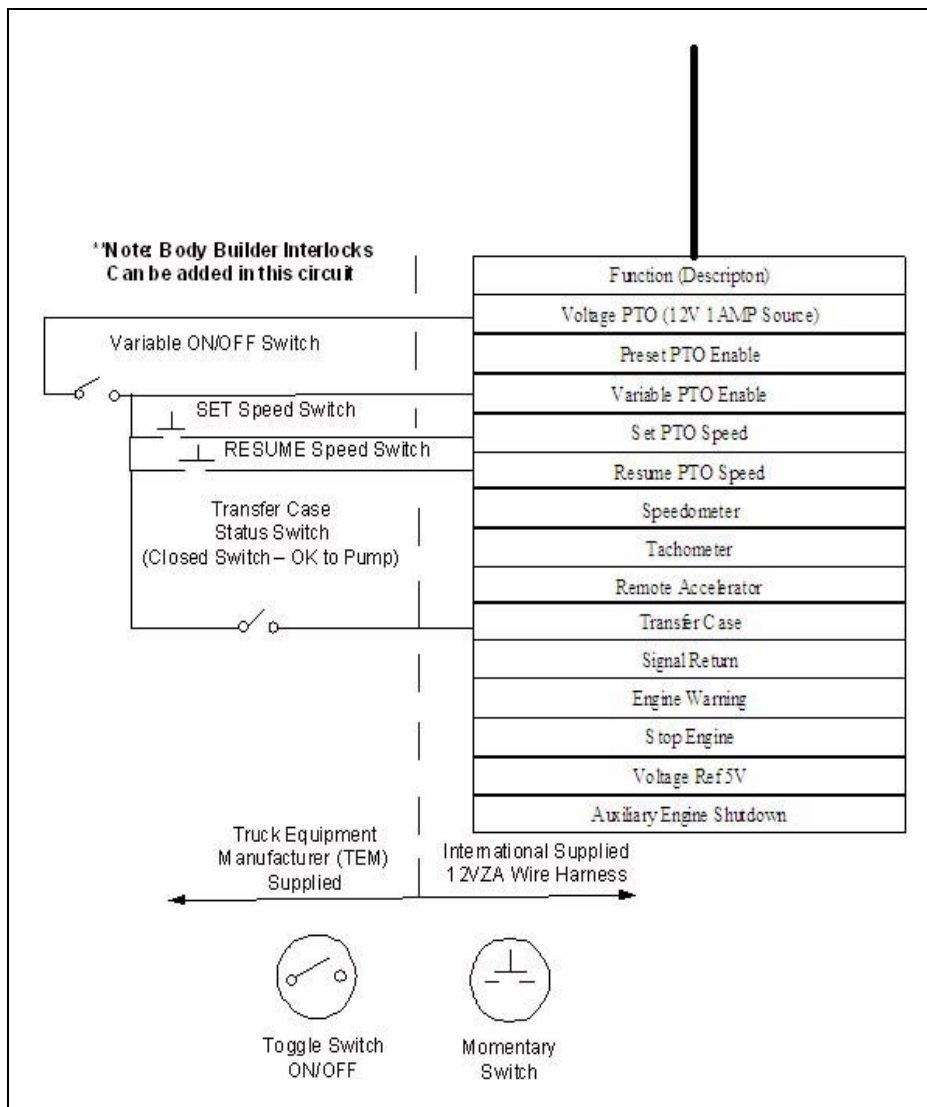 **Note: Body Builder Interlocks
Can be added in this circuit
Function (Descripton)
Voltage PTO (12V 1 AMP Source)
Variable ON/OFF Switch
Preset PTO Enable
Variable PTO Enable
SET Speed Switch
Set PTO Speed
RESUME Speed Switch
Resume PTO Speed
Transfer Case
Status Switch
(Closed Switch – OK to Pump)
Speedometer
Tachometer
Remote Accelerator
Transfer Case
Signal Return
Engine Warning
Stop Engine
Voltage Ref 5V
Auxiliary Engine Shutdown
Truck Equipment
Manufacturer (TEM)
Supplied
International Supplied
12VZA Wire Harness
Toggle Switch
ON/OFF
Momentary
Switch